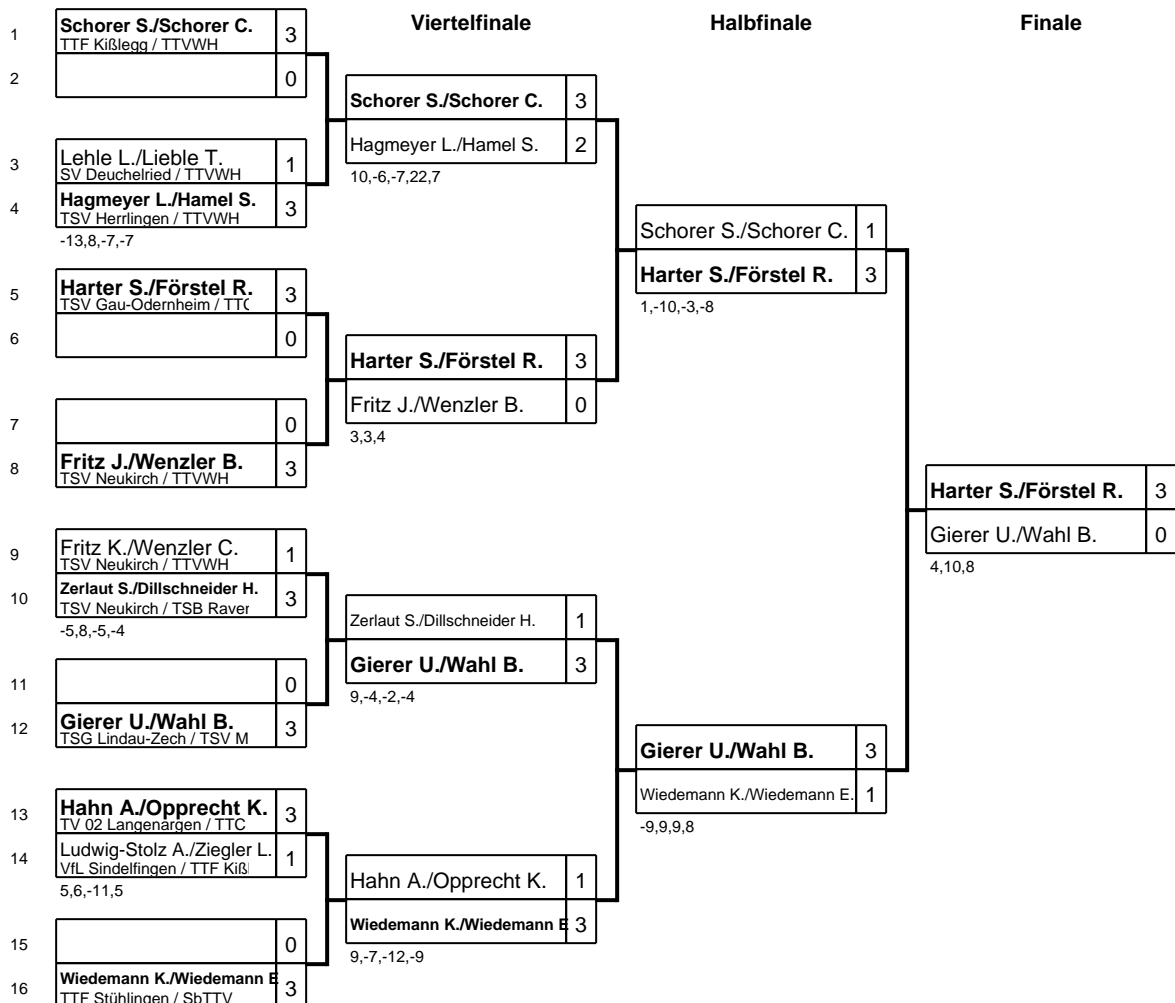 Viertelfinale
Halbfinale
Finale
1
Schorer S./Schorer C.
TTF Kißlegg / TTVWH
3
2
0
3
Lehle L./Lieble T.
SV Deuchelried / TTVWH
1
4
Hagmeyer L./Hamel S.
TSV Herrlingen / TTVWH
3
-13,8,-7,-7
5
Harter S./Förstel R.
TSV Gau-Odernheim / TTC
3
6
0
7
0
8
Fritz J./Wenzler B.
TSV Neukirch / TTVWH
3
9
Fritz K./Wenzler C.
TSV Neukirch / TTVWH
1
10
Zerlaut S./Dillschneider H.
TSV Neukirch / TSB Raver
3
-5,8,-5,-4
11
0
12
Gierer U./Wahl B.
TSG Lindau-Zech / TSV M
3
13
Hahn A./Opprecht K.
TV 02 Langenargen / TTC
3
14
Ludwig-Stolz A./Ziegler L.
VfL Sindelfingen / TTF Kißl
1
5,6,-11,5
15
0
16
Wiedemann K./Wiedemann E
TTF Stühlingen / SbTTV
3
Schorer S./Schorer C.
3
Hagmeyer L./Hamel S.
2
10,-6,-7,22,7
Harter S./Förstel R.
3
Fritz J./Wenzler B.
0
3,3,4
Zerlaut S./Dillschneider H.
1
Gierer U./Wahl B.
3
9,-4,-2,-4
Hahn A./Opprecht K.
1
Wiedemann K./Wiedemann E
3
9,-7,-12,-9
Schorer S./Schorer C.
1
Harter S./Förstel R.
3
1,-10,-3,-8
Gierer U./Wahl B.
3
Wiedemann K./Wiedemann E.
1
-9,9,9,8
Harter S./Förstel R.
3
Gierer U./Wahl B.
0
4,10,8